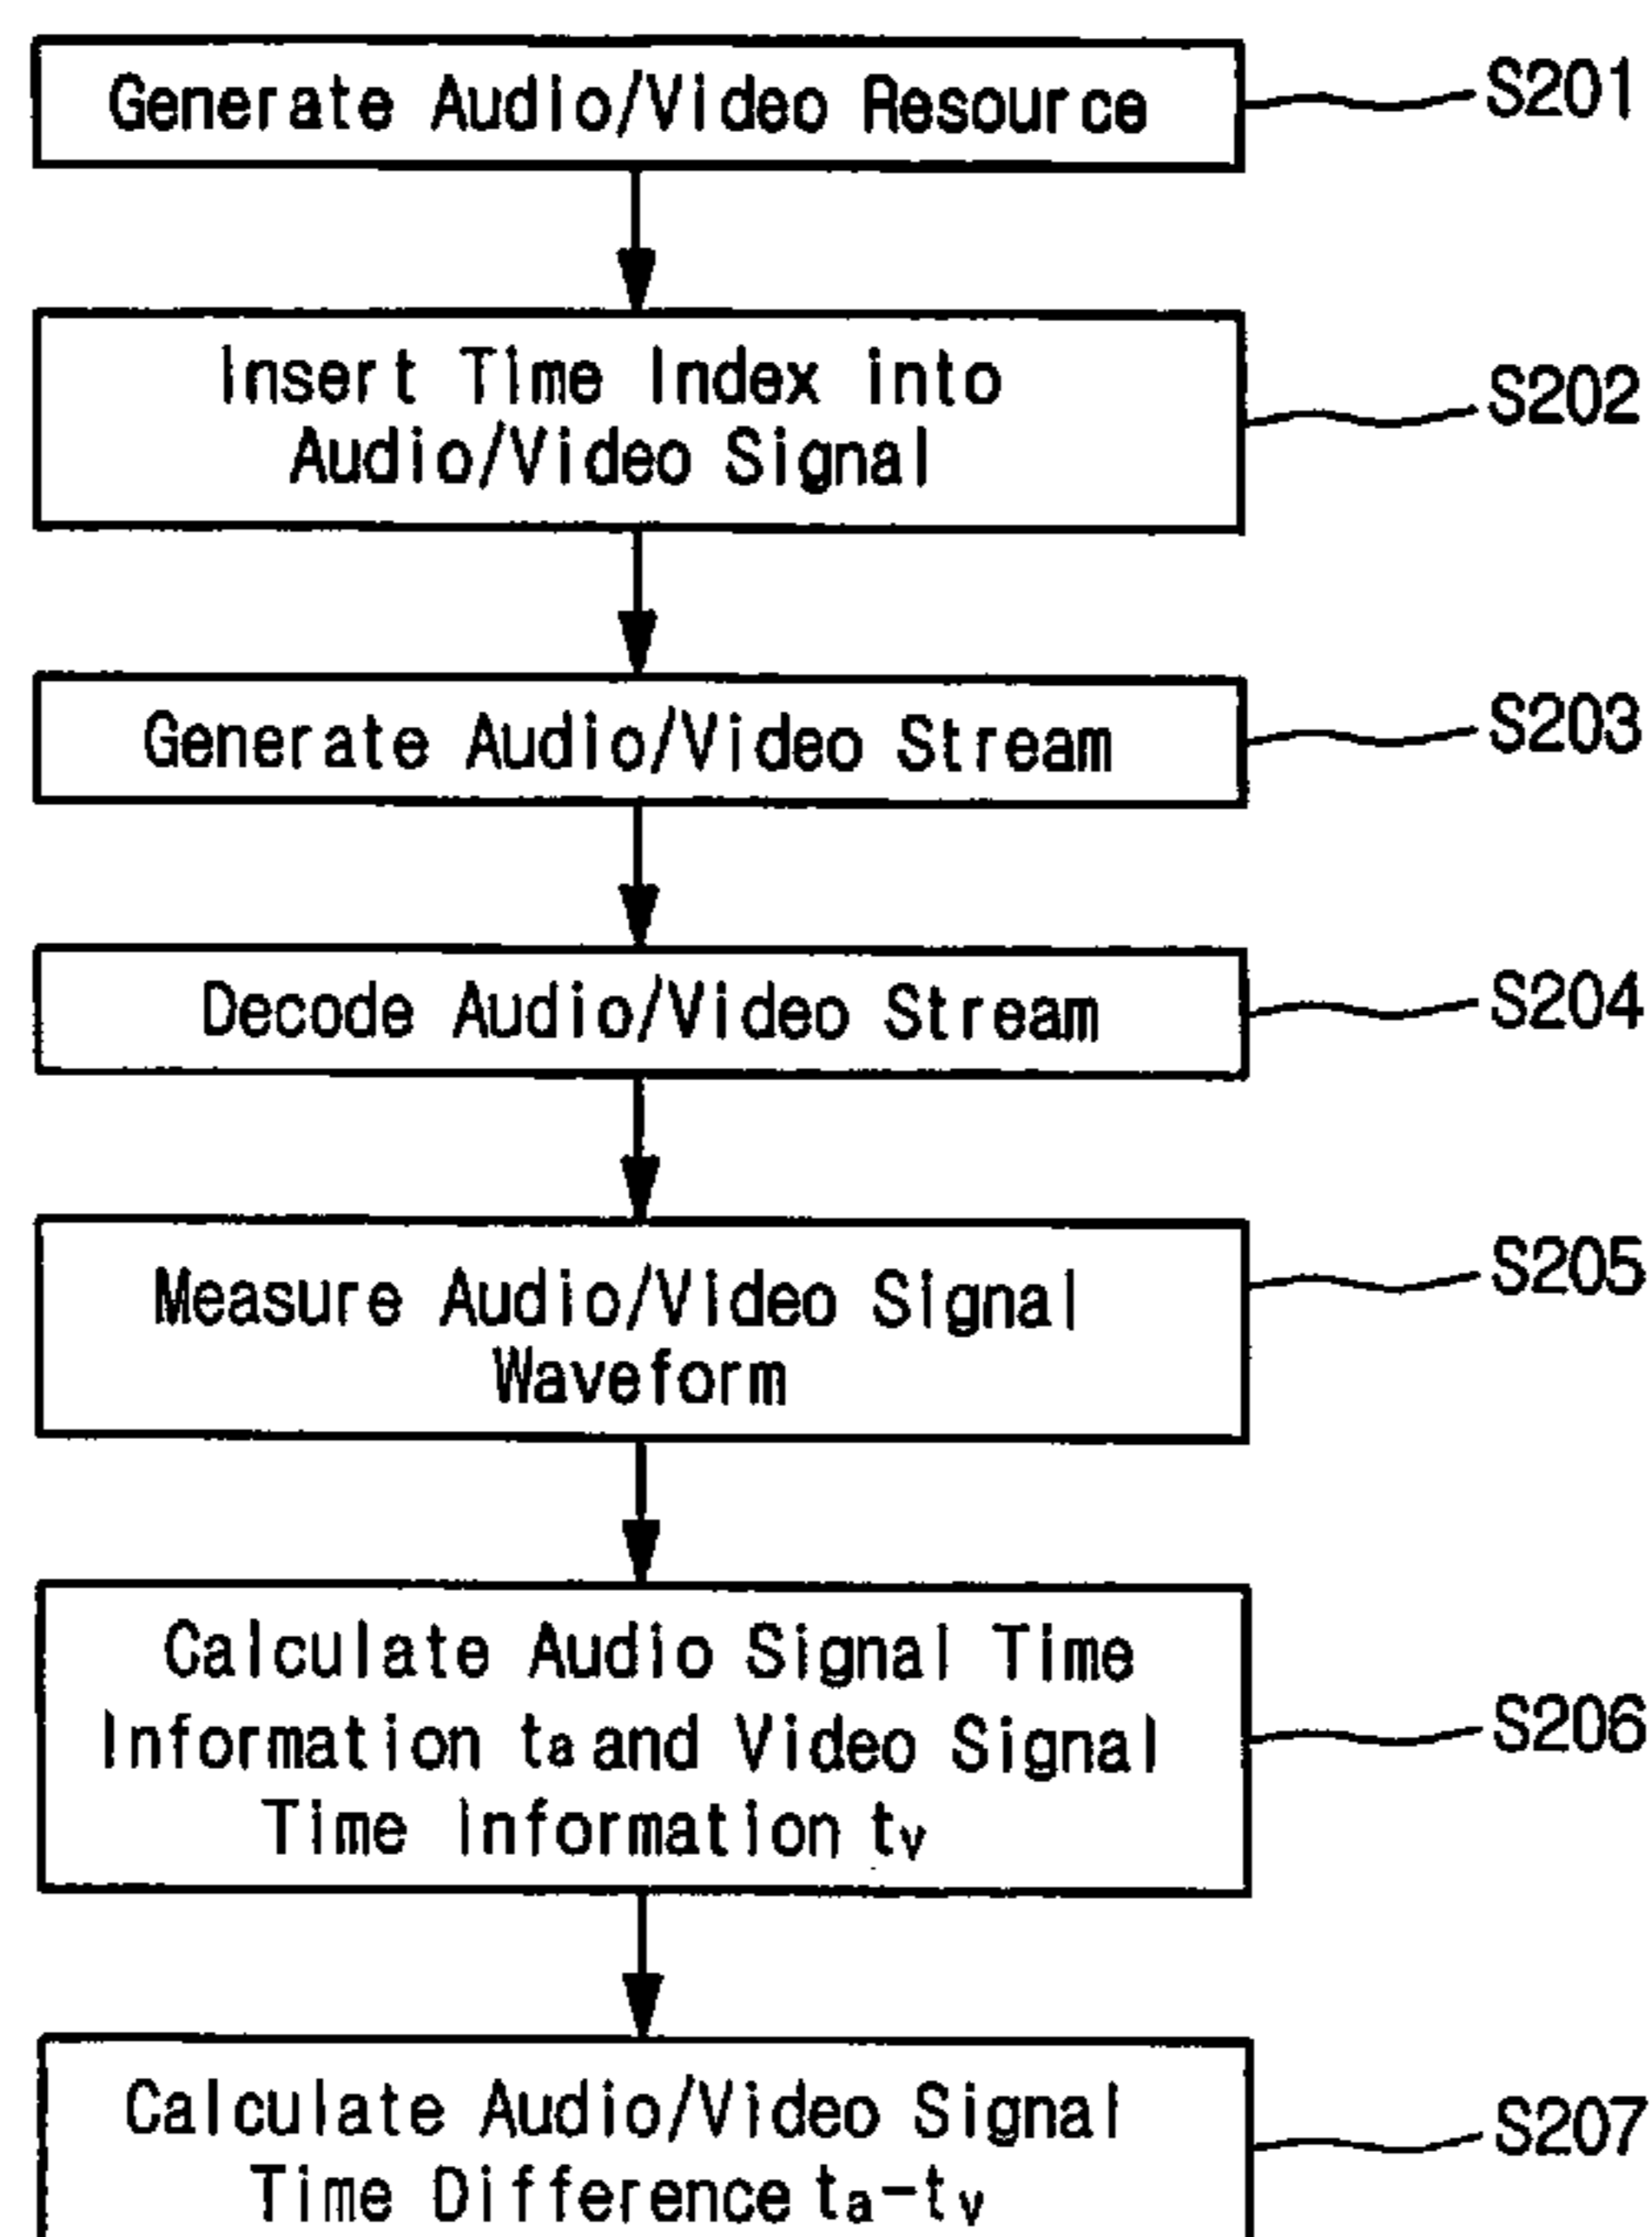 Generate Audio/Video Resource
S201
Insert Time Index into
Audio/Video Signal
S202
Generate Audio/Video Stream
S203
Decode Audio/Video Stream
S204
Measure Audio/Video Signal
Waveform
S205
Calculate Audio Signal Time
Information ta and Video Signal
Time Information tv
S206
Calculate Audio/Video Signal
Time Difference ta-tv
S207